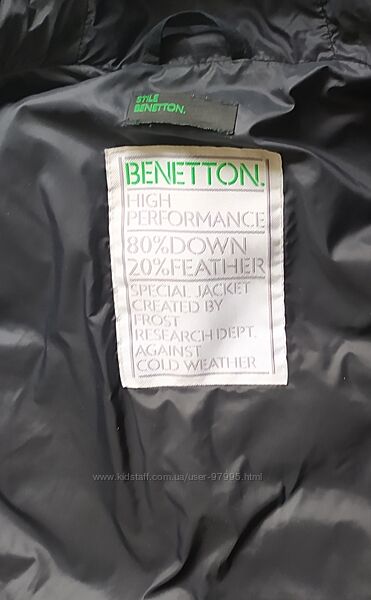 STILE
BENETTON.
BENETTON.
HIGH
PERFORMANCE
80%DOWN
20%FEATHER
SPECIAL JACKET
CREATED BY
FROST
RESEARCH DEPT.
AGAINST
COLD WEATHER
www.kidstaff.com.ua/user-97995.html